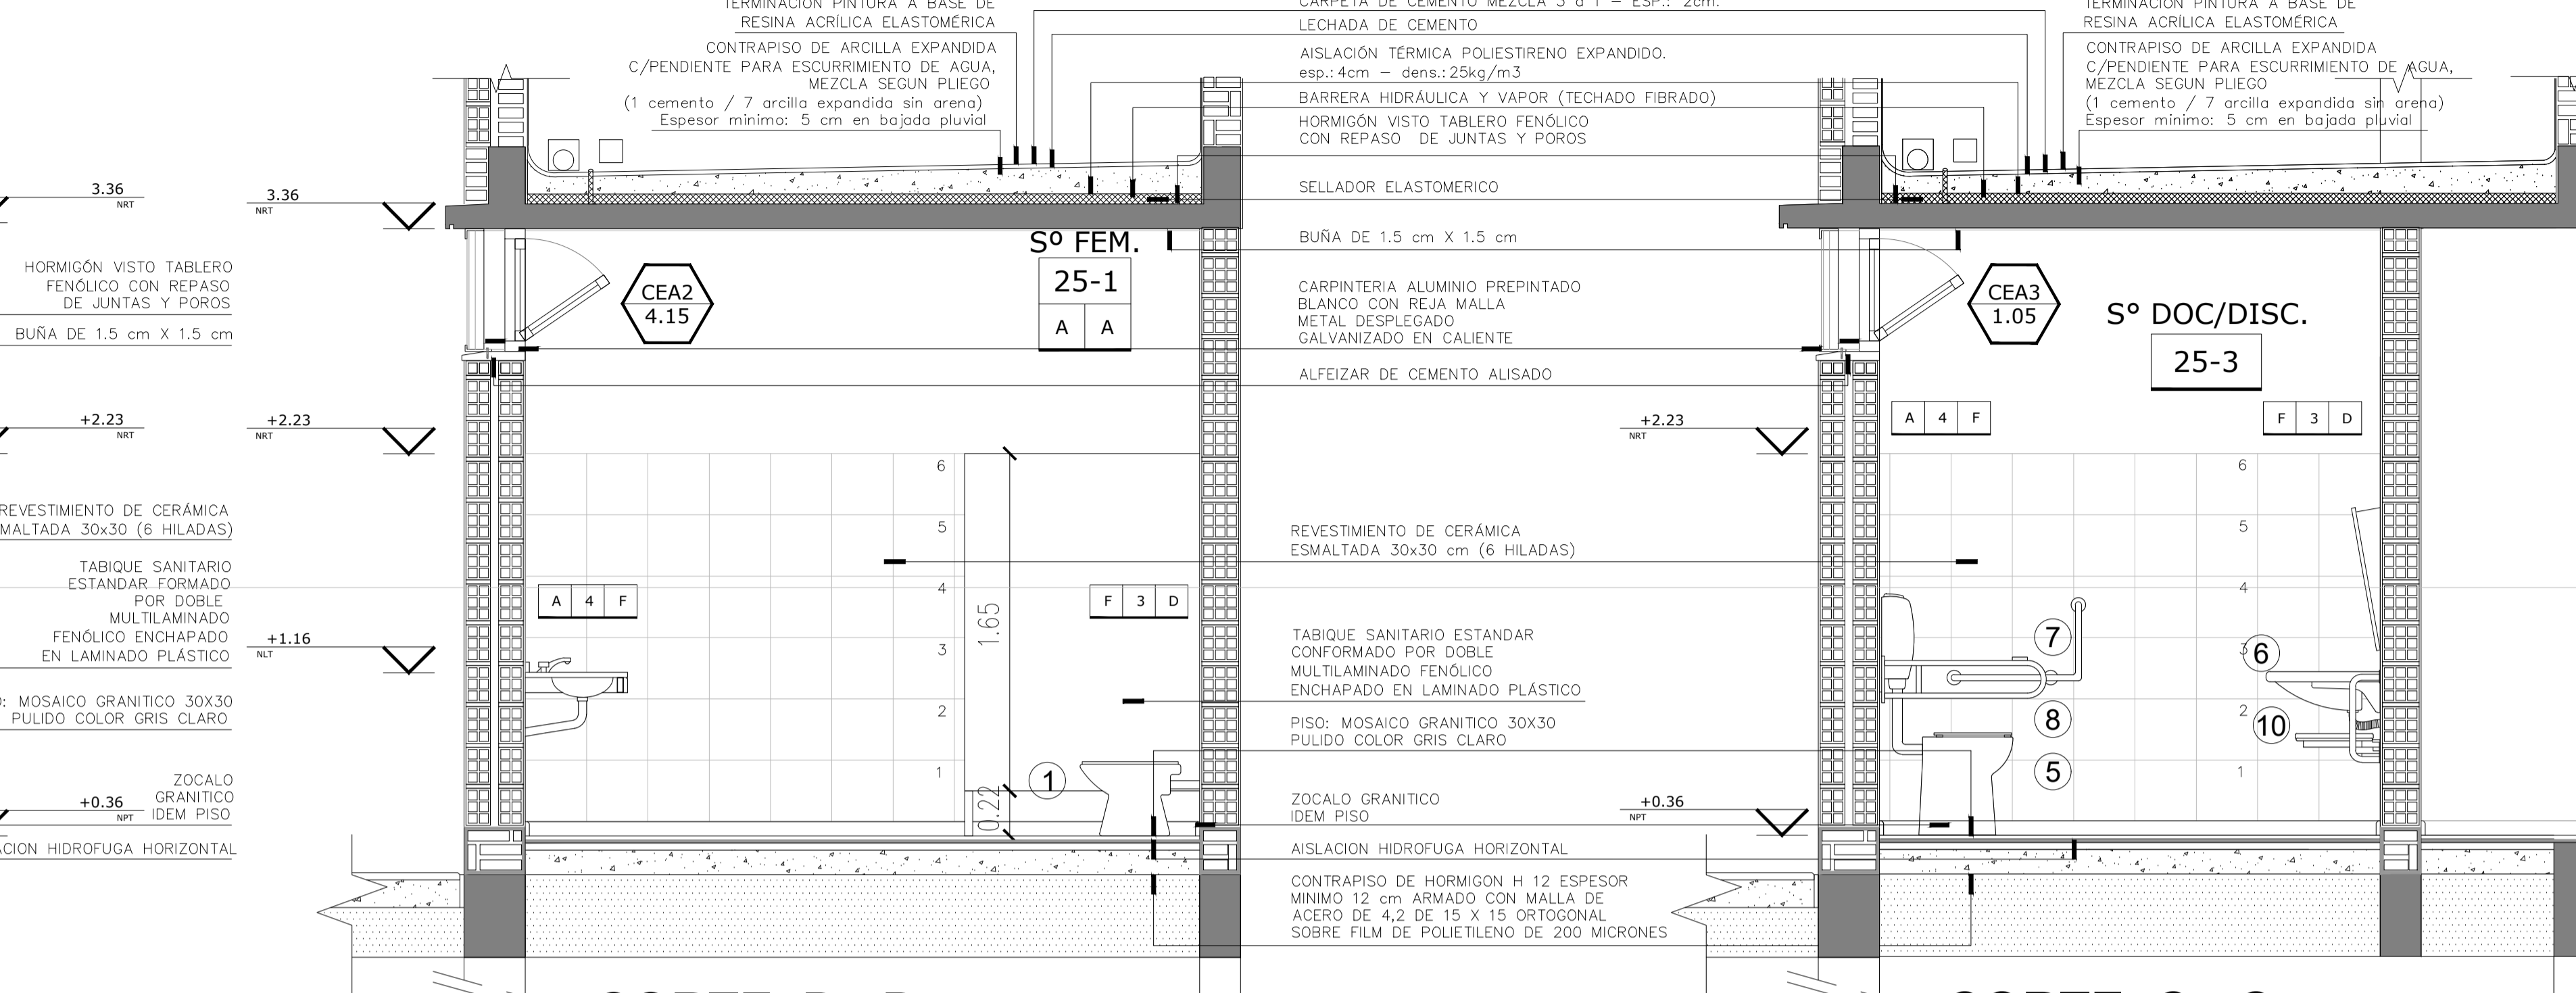 TERMINACIÓN PINTURA A BASE DE
RESINA ACRÍLICA ELASTOMÉRICA
CONTRAPISO DE ARCILLA EXPANDIDA
C/PENDIENTE PARA ESCURRIMIENTO DE AGUA,
MEZCLA SEGUN PLIEGO
(1 cemento / 7 arcilla expandida sin arena)
Espesor minimo: 5 cm en bajada pluvial
CARPETA DE CEMENTO MEZCLA 3 a 1 – ESP.: 2cm.
LECHADA DE CEMENTO
AISLACIÓN TÉRMICA POLIESTIRENO EXPANDIDO.
esp.: 4cm – dens.: 25kg/m3
BARRERA HIDRÁULICA Y VAPOR (TECHADO FIBRADO)
HORMIGÓN VISTO TABLERO FENÓLICO
CON REPASO DE JUNTAS Y POROS
SELLADOR ELASTOMERICO
BUÑA DE 1.5 cm X 1.5 cm
CARPINTERIA ALUMINIO PREPINTADO
BLANCO CON REJA MALLA
METAL DESPLEGADO
GALVANIZADO EN CALIENTE
ALFEIZAR DE CEMENTO ALISADO
REVESTIMIENTO DE CERÁMICA
ESMALTADA 30x30 cm (6 HILADAS)
TABIQUE SANITARIO ESTANDAR
CONFORMADO POR DOBLE
MULTILAMINADO FENÓLICO
ENCHAPADO EN LAMINADO PLÁSTICO
PISO: MOSAICO GRANITICO 30X30
PULIDO COLOR GRIS CLARO
ZOCALO GRANITICO
IDEM PISO
AISLACION HIDROFUGA HORIZONTAL
CONTRAPISO DE HORMIGON H 12 ESPESOR
MINIMO 12 cm ARMADO CON MALLA DE
ACERO DE 4,2 DE 15 X 15 ORTOGONAL
SOBRE FILM DE POLIETILENO DE 200 MICRONES
TERMINACIÓN PINTURA A BASE DE
RESINA ACRÍLICA ELASTOMÉRICA
CONTRAPISO DE ARCILLA EXPANDIDA
C/PENDIENTE PARA ESCURRIMIENTO DE AGUA,
MEZCLA SEGUN PLIEGO
(1 cemento / 7 arcilla expandida sin arena)
Espesor minimo: 5 cm en bajada pluvial
3.36
NRT
3.36
NRT
HORMIGÓN VISTO TABLERO
FENÓLICO CON REPASO
DE JUNTAS Y POROS
BUÑA DE 1.5 cm X 1.5 cm
+2.23
NRT
+2.23
NRT
REVESTIMIENTO DE CERÁMICA
MALTADA 30x30 (6 HILADAS)
TABIQUE SANITARIO
ESTANDAR FORMADO
POR DOBLE
MULTILAMINADO
FENÓLICO ENCHAPADO
EN LAMINADO PLÁSTICO
+1.16
NLT
: MOSAICO GRANITICO 30X30
PULIDO COLOR GRIS CLARO
ZOCALO
GRANITICO
IDEM PISO
+0.36
NPT
ACION HIDROFUGA HORIZONTAL
CEA2
4.15
Sº FEM.
25-1
A A
A 4 F
F 3 D
6
5
4
3
2
1
1.65
0.22
1
+2.23
NRT
+0.36
NPT
CEA3
1.05
S° DOC/DISC.
25-3
A 4 F
F 3 D
6
5
4
3
2
1
7
8
5
6
10